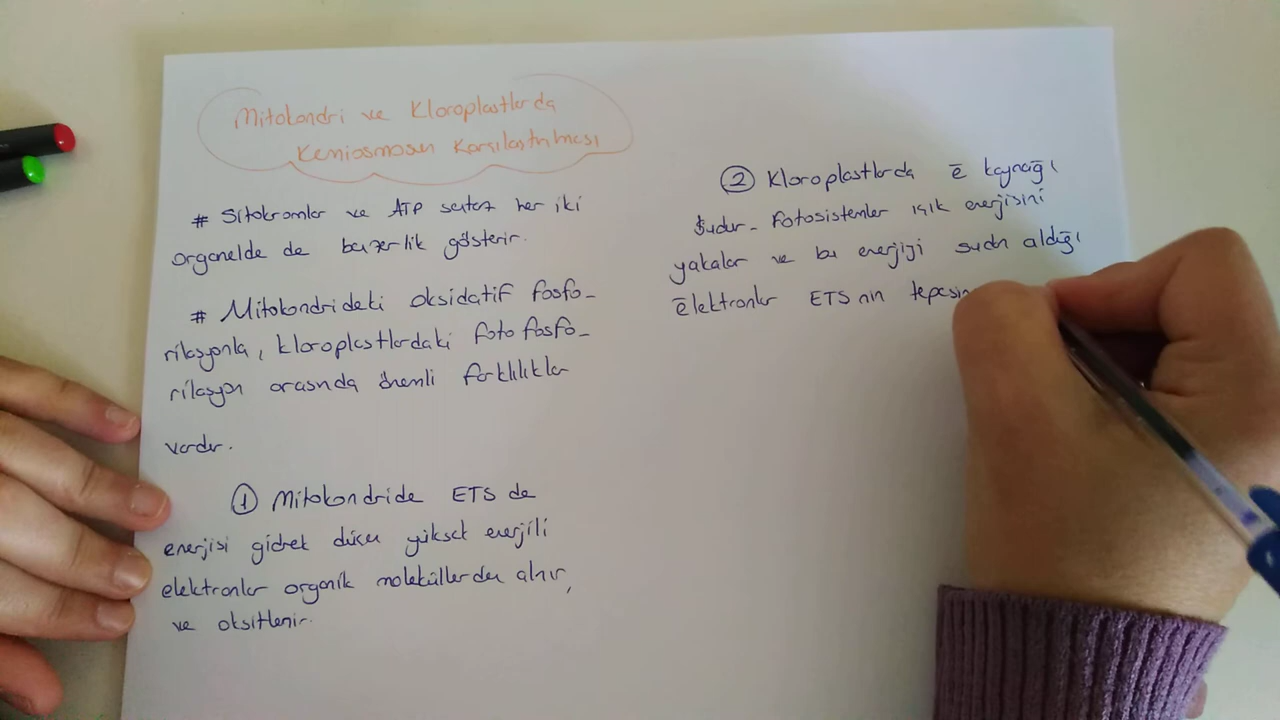 Mitokondri ve Kloroplastlarda
Kemiosmosun Karşılaştırılması
# Sitokromlar ve ATP sentaz her iki
organelde de benzerlik gösterir.
# Mitokondrideki oksidatif fosfo-
rilasyonla, kloroplastlardaki fotofosfo-
rilasyon arasında önemli farklılıklar
vardır.
① Mitokondride ETS de
enerjisi giderek düşen yüksek enerjili
elektronlar organik moleküllerden alınır,
ve oksitlenir.
② Kloroplastlarda ē kaynağı
sudur. Fotosistemler ışık enerjisini
yakalar ve bu enerjiyi sudan aldığı
elektronlar ETS nin tepesin